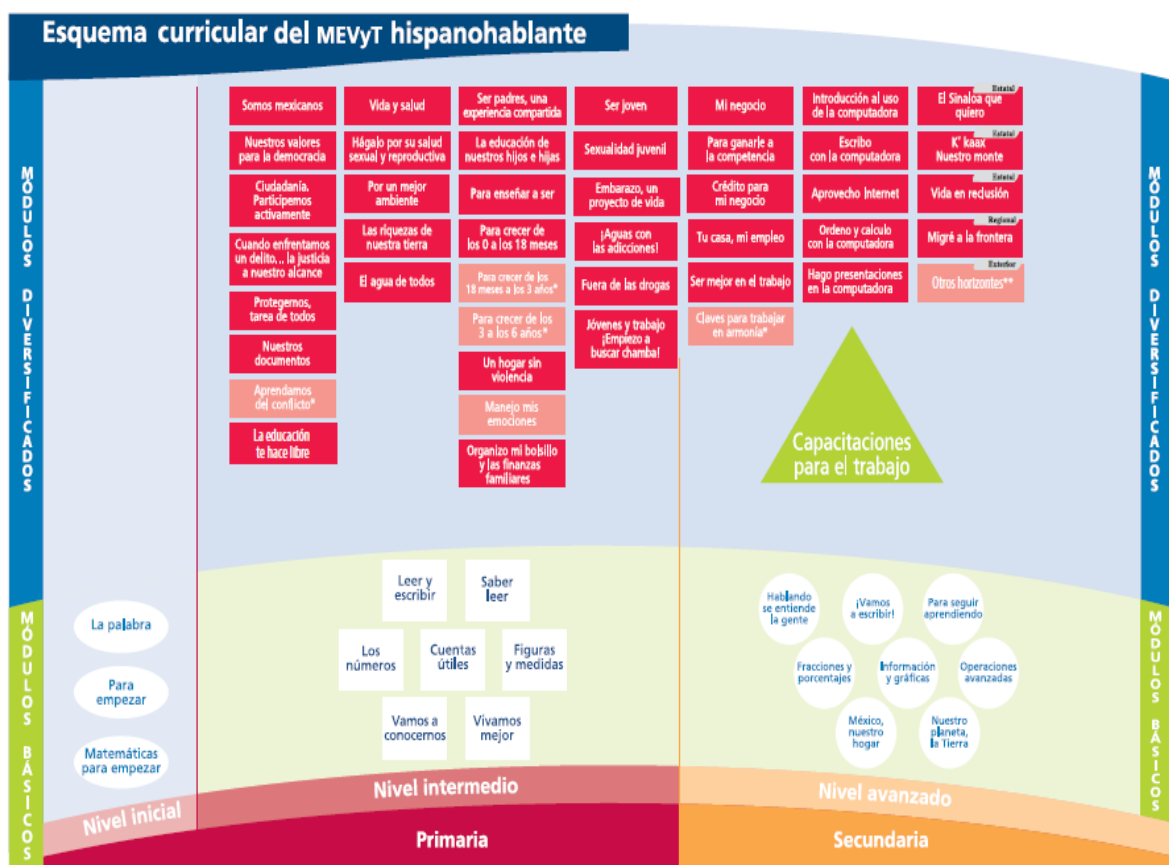 Esquema curricular del MEVyT hispanohablante
MÓDULOS DIVERSIFICADOS
MÓDULOS BÁSICOS
Somos mexicanos
Nuestros valores
para la democracia
Ciudadanía.
Participemos
activamente
Cuando enfrentamos
un delito... la justicia
a nuestro alcance
Protegernos,
tarea de todos
Nuestros
documentos
Aprendamos
del conflicto*
La educación
te hace libre
Vida y salud
Hágalo por su salud
sexual y reproductiva
Por un mejor
ambiente
Las riquezas de
nuestra tierra
El agua de todos
Ser padres, una
experiencia compartida
La educación de
nuestros hijos e hijas
Para enseñar a ser
Para crecer de
los 0 a los 18 meses
Para crecer de los
18 meses a los 3 años*
Para crecer de los
3 a los 6 años*
Un hogar sin
violencia
Manejo mis
emociones
Organizo mi bolsillo
y las finanzas
familiares
Ser joven
Sexualidad juvenil
Embarazo, un
proyecto de vida
¡Aguas con
las adicciones!
Fuera de las drogas
Jóvenes y trabajo
¡Empiezo a
buscar chamba!
Mi negocio
Para ganarle a
la competencia
Crédito para
mi negocio
Tu casa, mi empleo
Ser mejor en el trabajo
Claves para trabajar
en armonía*
Introducción al uso
de la computadora
Escribo
con la computadora
Aprovecho Internet
Ordeno y calculo
con la computadora
Hago presentaciones
en la computadora
Estatal
El Sinaloa que
quiero
Estatal
K' kaax
Nuestro monte
Estatal
Vida en reclusión
Regional
Migré a la frontera
Exterior
Otros horizontes**
Capacitaciones
para el trabajo
La palabra
Para
empezar
Matemáticas
para empezar
Leer y
escribir
Saber
leer
Los
números
Cuentas
útiles
Figuras
y medidas
Vamos a
conocernos
Vivamos
mejor
Hablando
se entiende
la gente
¡Vamos
a escribir!
Para seguir
aprendiendo
Fracciones y
porcentajes
Información
y gráficas
Operaciones
avanzadas
México,
nuestro
hogar
Nuestro
planeta,
la Tierra
Nivel inicial
Nivel intermedio
Nivel avanzado
Primaria
Secundaria
MÓDULOS DIVERSIFICADOS
MÓDULOS BÁSICOS